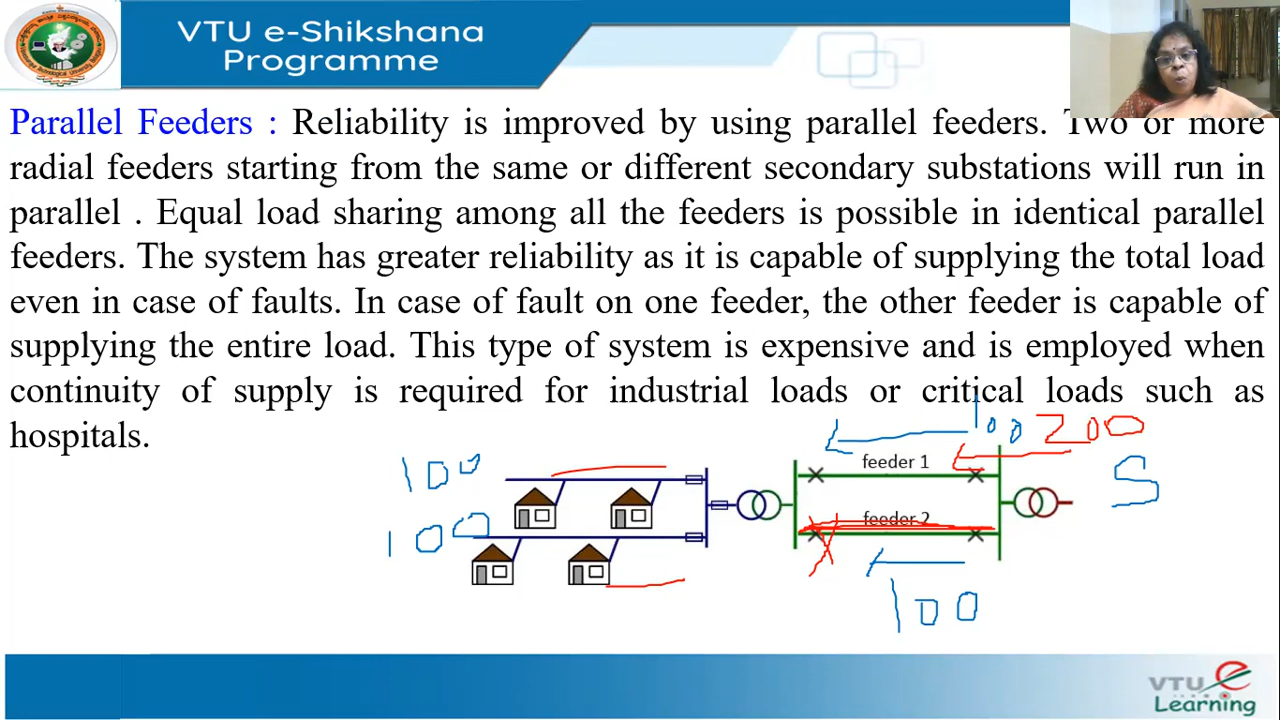 VTU e-Shikshana
Programme
Parallel Feeders : Reliability is improved by using parallel feeders. Two or more
radial feeders starting from the same or different secondary substations will run in
parallel . Equal load sharing among all the feeders is possible in identical parallel
feeders. The system has greater reliability as it is capable of supplying the total load
even in case of faults. In case of fault on one feeder, the other feeder is capable of
supplying the entire load. This type of system is expensive and is employed when
continuity of supply is required for industrial loads or critical loads such as
hospitals.
100 200
feeder 1
100
S
feeder 2
100
100
VTU e
Learning